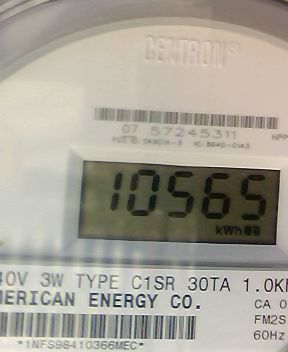 CENTRON®
07 57245311
10565
kWh
40V 3W TYPE C1SR 30TA 1.0K
MERICAN ENERGY CO.
CA 0
FM2S
60Hz
*1NFS98410366MEC*